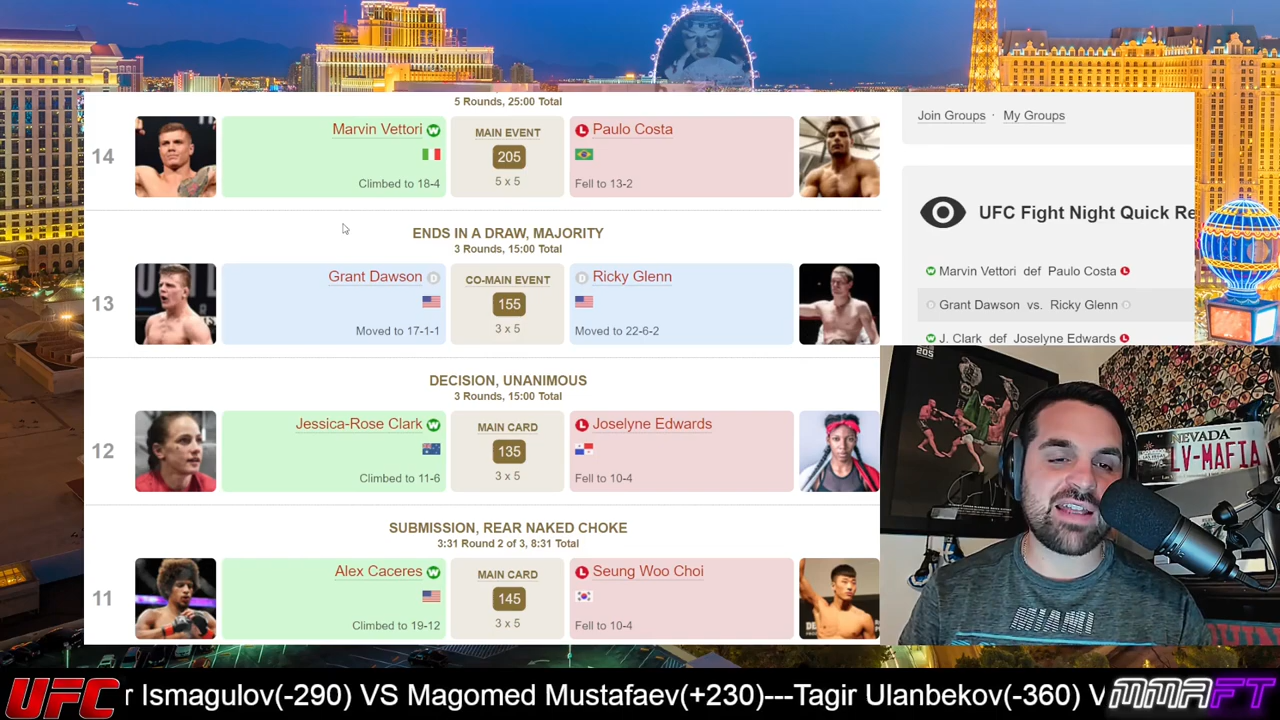 5 Rounds, 25:00 Total
14
Marvin Vettori W
Climbed to 18-4
MAIN EVENT
205
5 x 5
L Paulo Costa
Fell to 13-2
ENDS IN A DRAW, MAJORITY
3 Rounds, 15:00 Total
13
Grant Dawson D
Moved to 17-1-1
CO-MAIN EVENT
155
3 x 5
D Ricky Glenn
Moved to 22-6-2
DECISION, UNANIMOUS
3 Rounds, 15:00 Total
12
Jessica-Rose Clark W
Climbed to 11-6
MAIN CARD
135
3 x 5
L Joselyne Edwards
Fell to 10-4
SUBMISSION, REAR NAKED CHOKE
3:31 Round 2 of 3, 8:31 Total
11
Alex Caceres W
Climbed to 19-12
MAIN CARD
145
3 x 5
L Seung Woo Choi
Fell to 10-4
Join Groups · My Groups
UFC Fight Night Quick Re
W Marvin Vettori def Paulo Costa L
Grant Dawson vs. Ricky Glenn
W J. Clark def Joselyne Edwards L
205
NEVADA
LV-MAFIA
MIAMI
UFC r Ismagulov(-290) VS Magomed Mustafaev(+230)---Tagir Ulanbekov(-360) V MMAFT